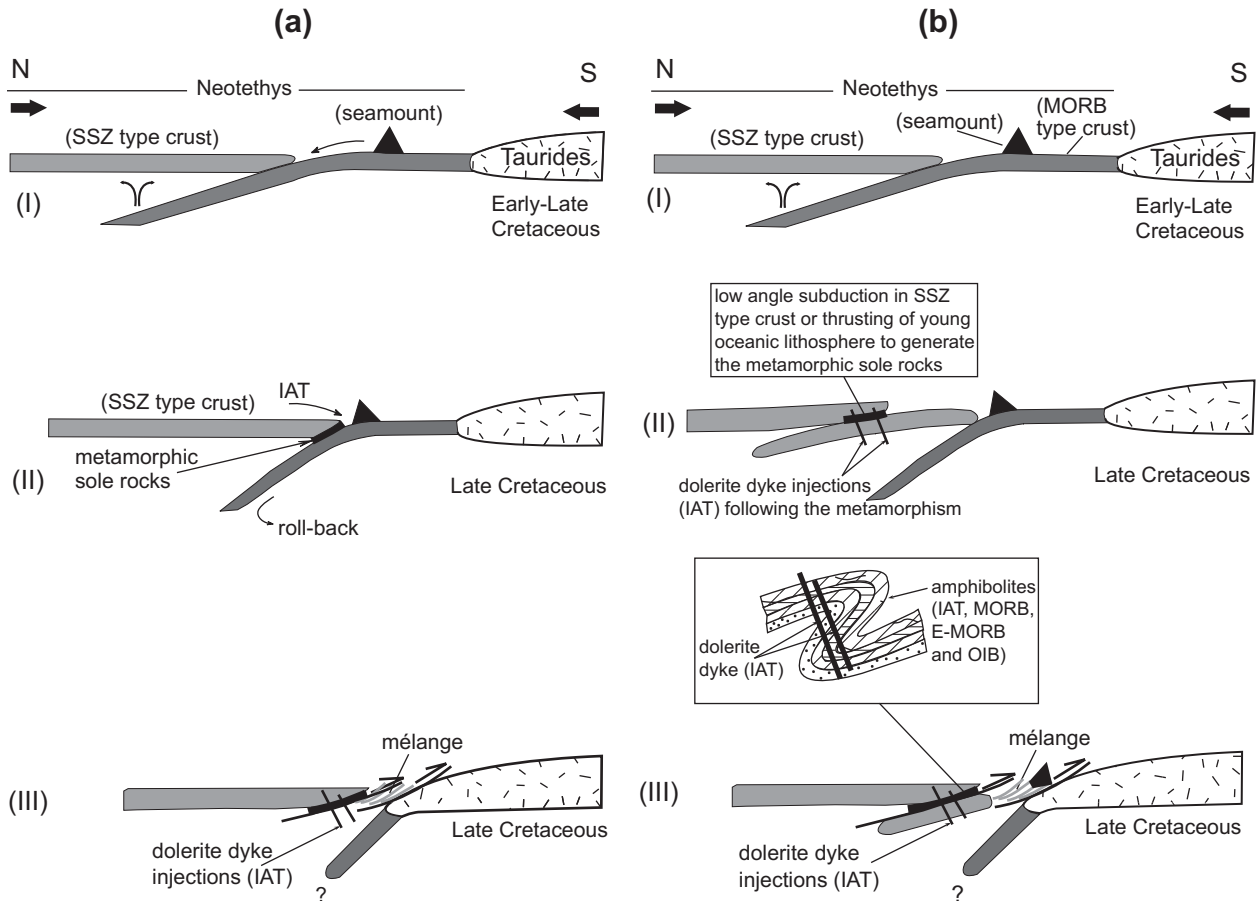 (a)
N
S
Neotethys
(seamount)
(SSZ type crust)
Taurides
(I)
Early-Late
Cretaceous
IAT
(SSZ type crust)
metamorphic
sole rocks
(II)
Late Cretaceous
roll-back
mélange
(III)
Late Cretaceous
dolerite dyke
injections (IAT)
?
(b)
N
S
Neotethys
(MORB
type crust)
(seamount)
(SSZ type crust)
Taurides
(I)
Early-Late
Cretaceous
low angle subduction in SSZ
type crust or thrusting of young
oceanic lithosphere to generate
the metamorphic sole rocks
(II)
Late Cretaceous
dolerite dyke injections
(IAT) following the metamorphism
amphibolites
(IAT, MORB,
E-MORB
and OIB)
dolerite
dyke (IAT)
mélange
(III)
Late Cretaceous
dolerite dyke
injections (IAT)
?